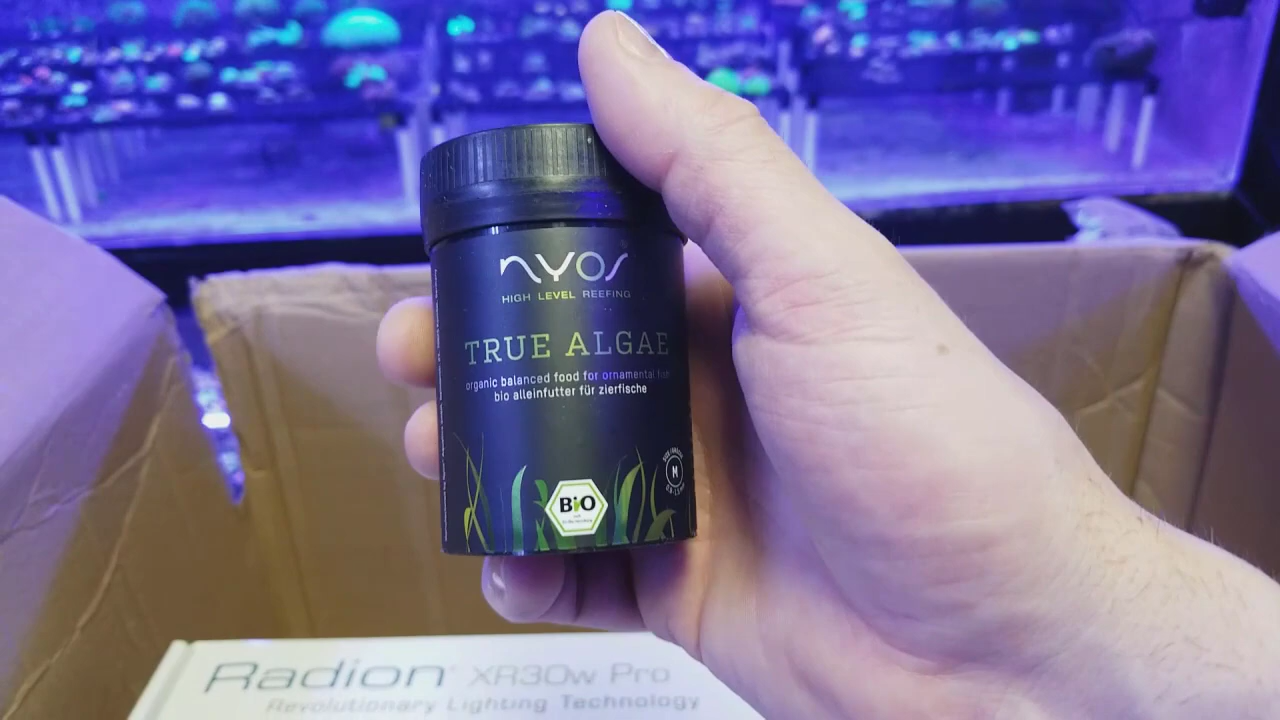 nyos
HIGH LEVEL REEFING
TRUE ALGAE
organic balanced food for ornamental
bio alleinfutter für zierfische
M
BiO
Radion XR30w Pro
Revolutionary Lighting Technology